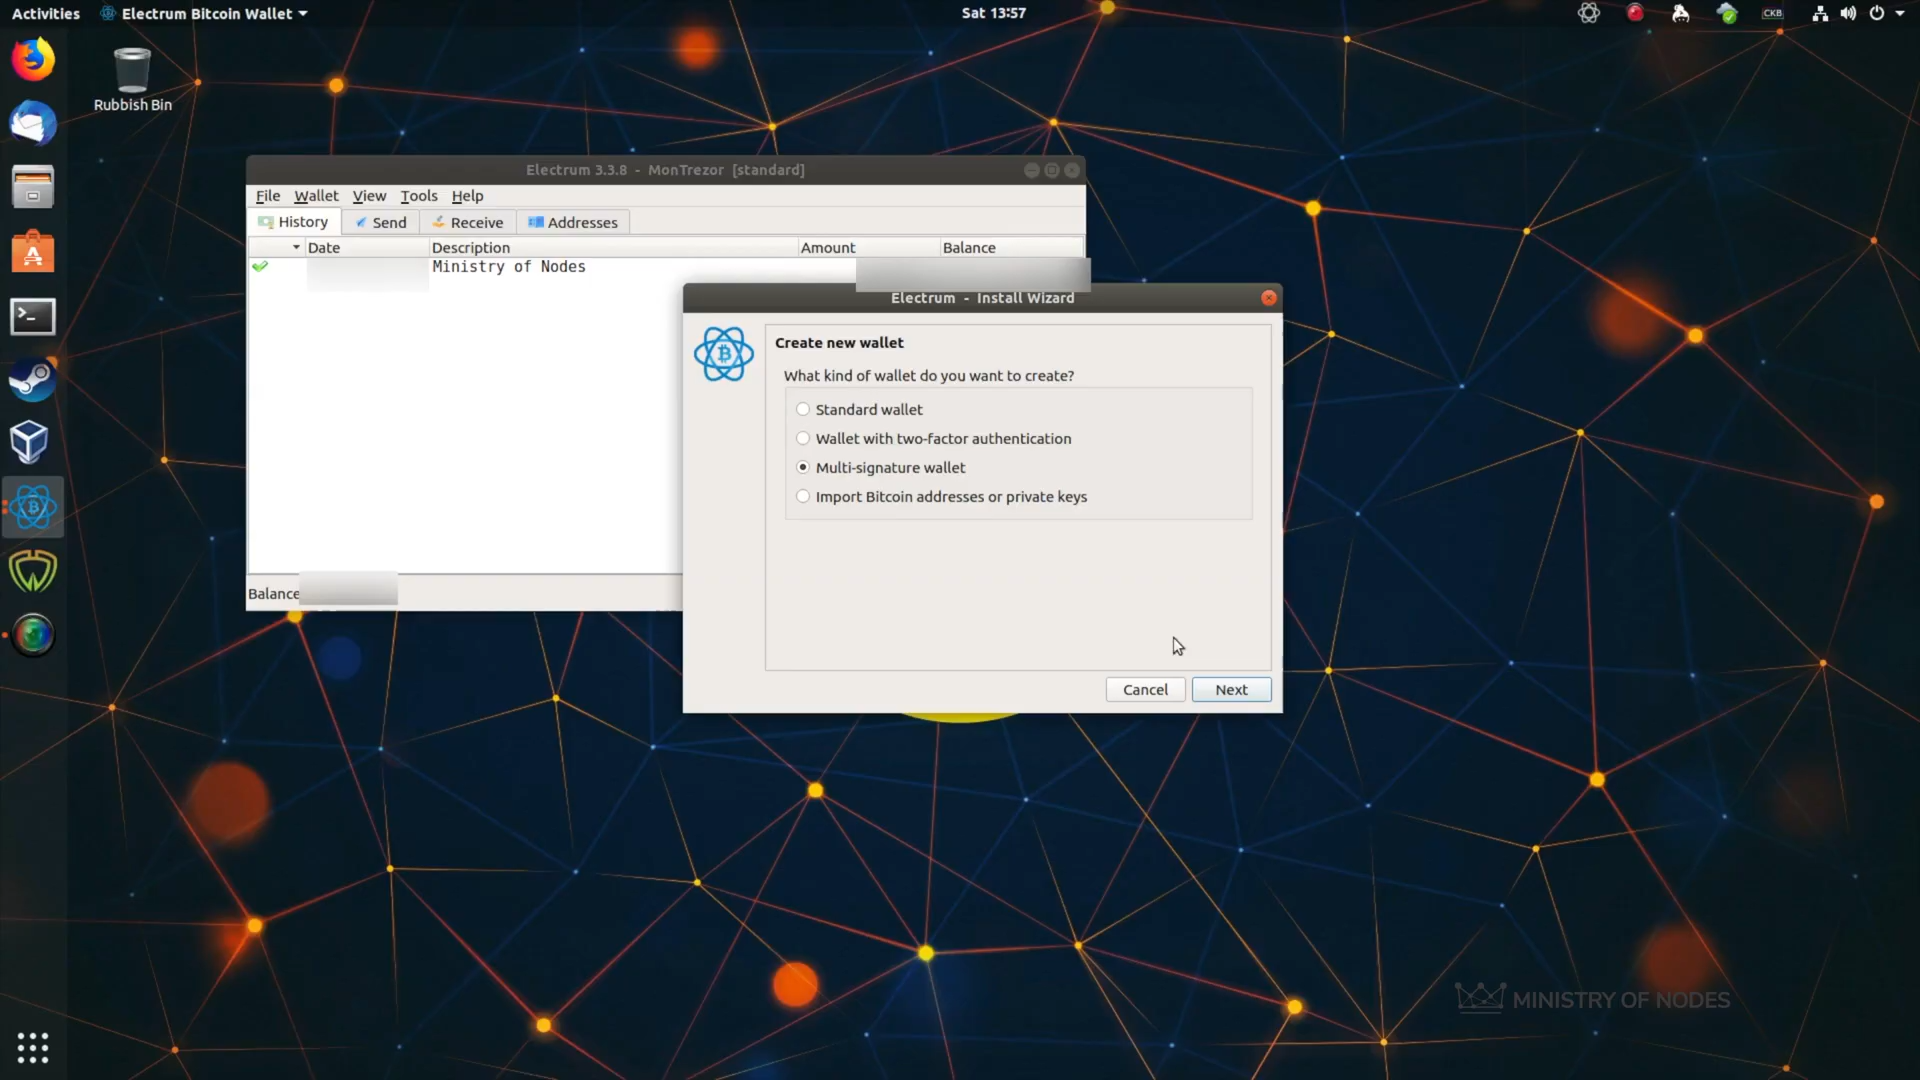 Activities Electrum Bitcoin Wallet Sat 13:57 CKB
Rubbish Bin
Electrum 3.3.8 - MonTrezor [standard]
File Wallet View Tools Help
History Send Receive Addresses
Date Description Amount Balance
Ministry of Nodes
Electrum - Install Wizard
Create new wallet
What kind of wallet do you want to create?
Standard wallet
Wallet with two-factor authentication
Multi-signature wallet
Import Bitcoin addresses or private keys
Balance
Cancel Next
MINISTRY OF NODES